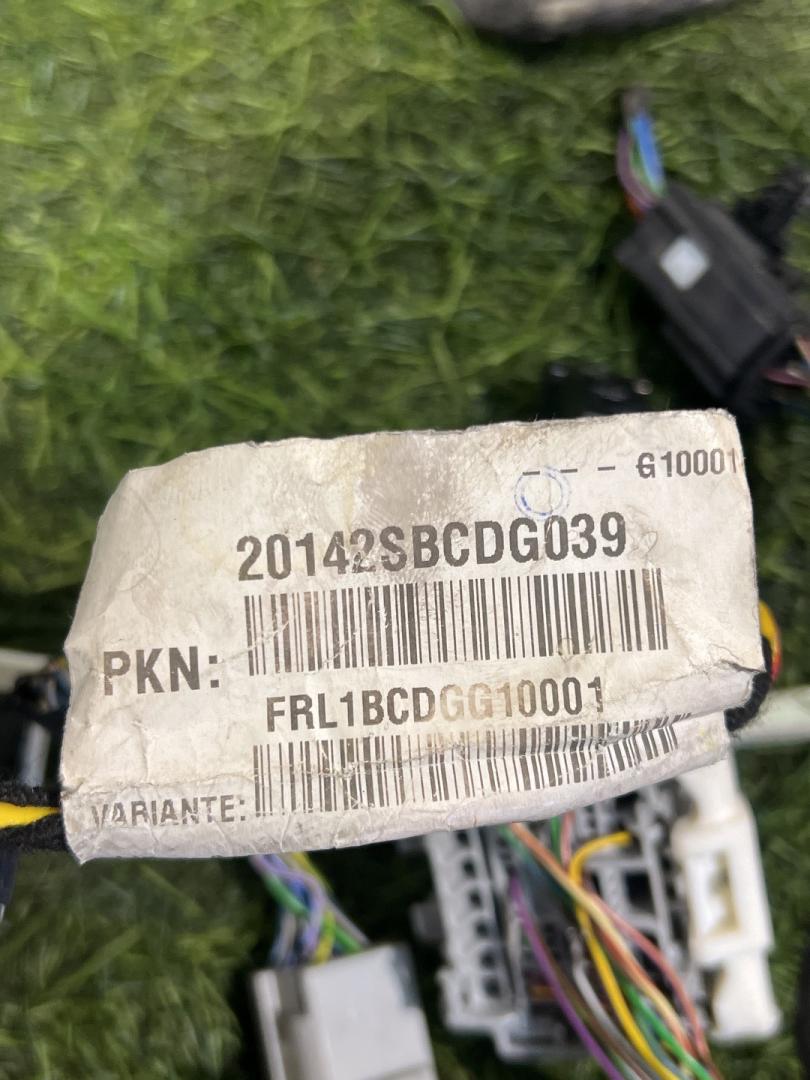 - - - G10001
20142SBCDG039
PKN:
FRL1BCDGG10001
VARIANTE: